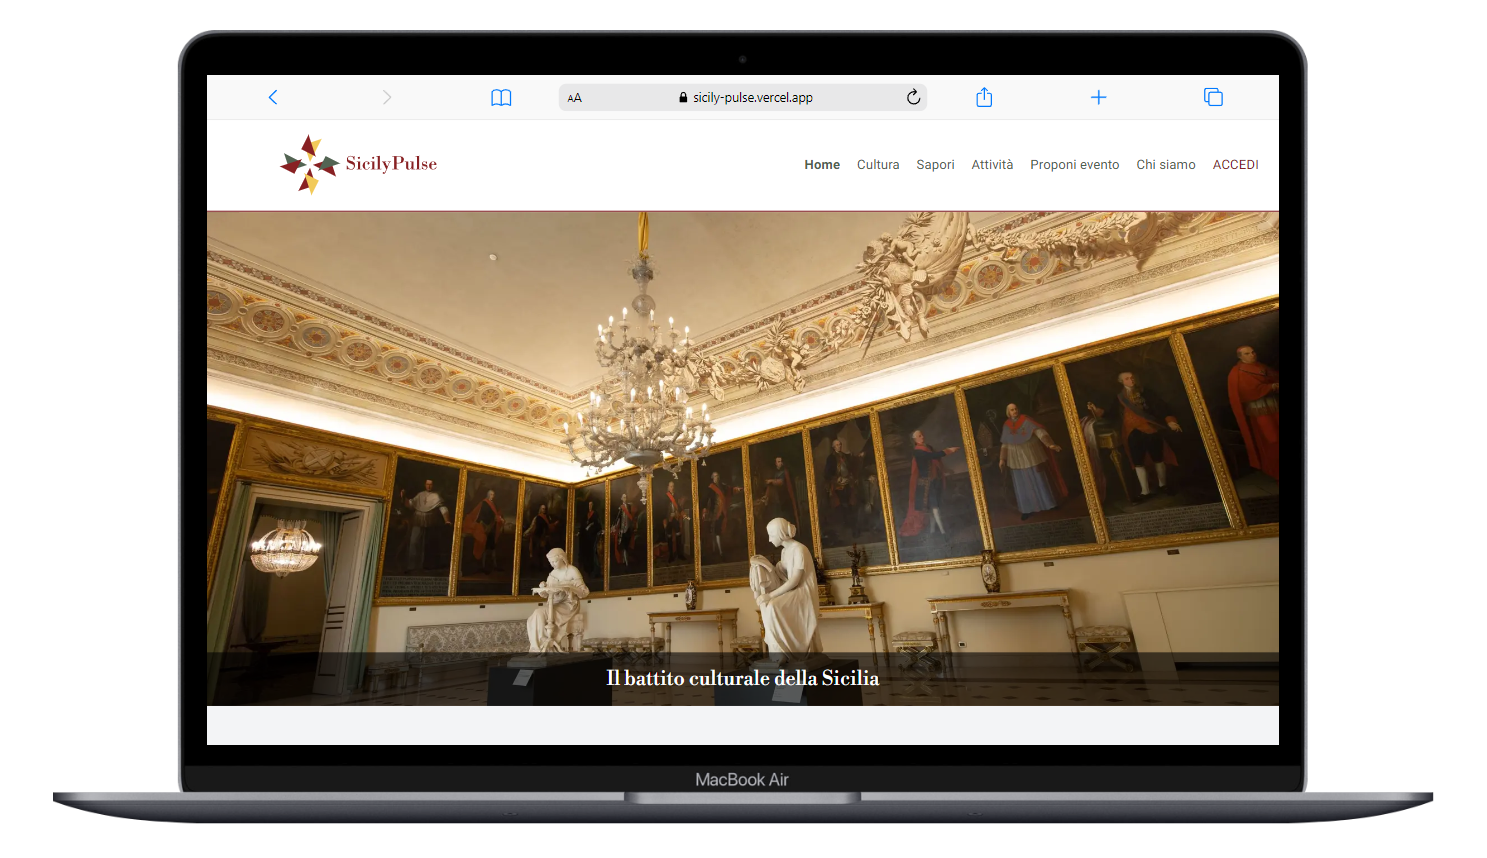 AA sicily-pulse.vercel.app
SicilyPulse
Home Cultura Sapori Attività Proponi evento Chi siamo ACCEDI
Il battito culturale della Sicilia
MacBook Air